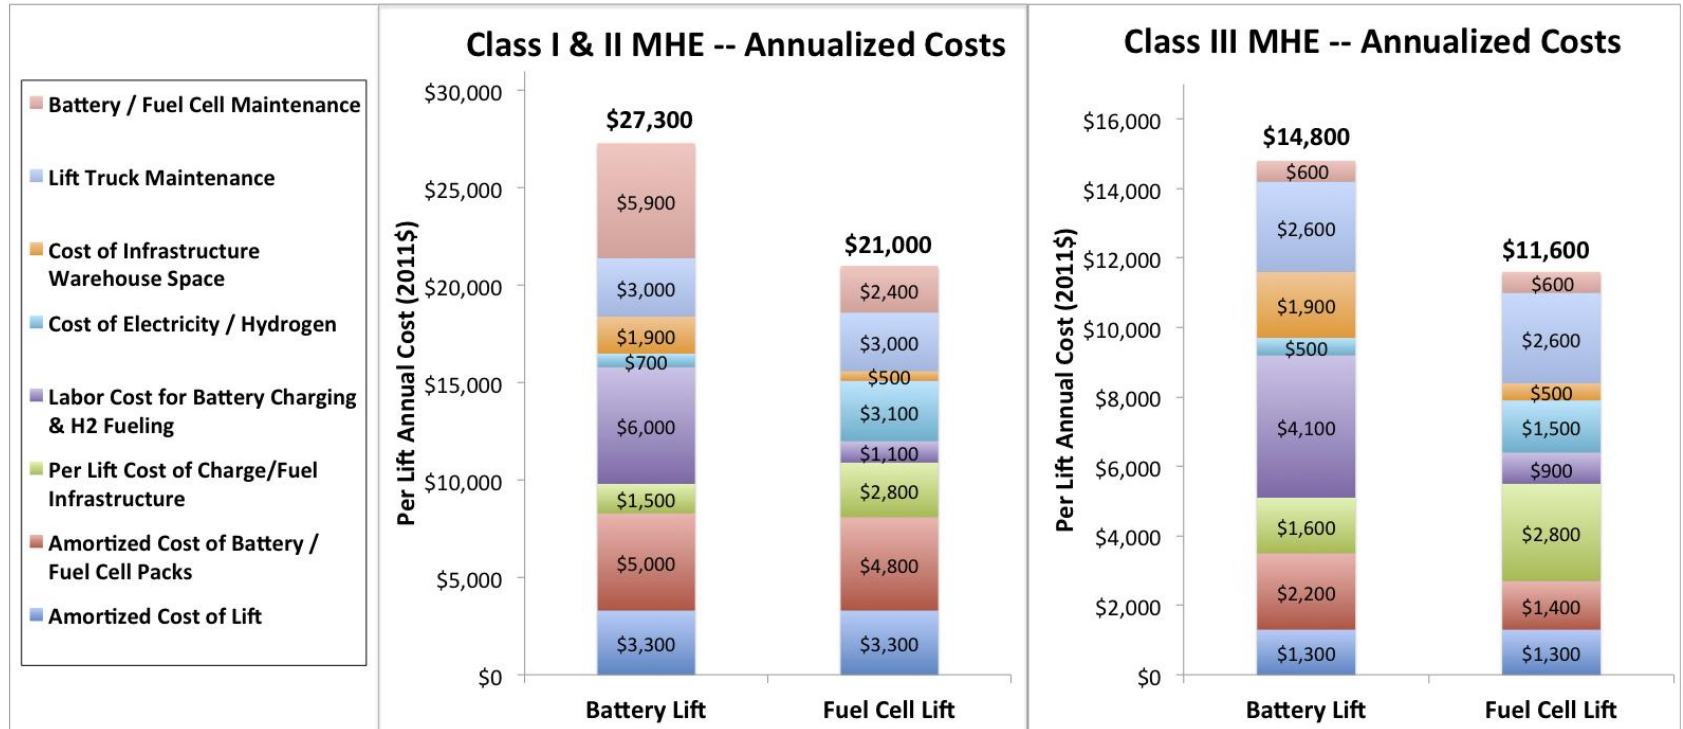 Battery / Fuel Cell Maintenance
Lift Truck Maintenance
Cost of Infrastructure
Warehouse Space
Cost of Electricity / Hydrogen
Labor Cost for Battery Charging
& H2 Fueling
Per Lift Cost of Charge/Fuel
Infrastructure
Amortized Cost of Battery /
Fuel Cell Packs
Amortized Cost of Lift
Class I & II MHE -- Annualized Costs
Per Lift Annual Cost (2011$)
$30,000
$25,000
$20,000
$15,000
$10,000
$5,000
$0
$27,300
$5,900
$3,000
$1,900
$700
$6,000
$1,500
$5,000
$3,300
Battery Lift
$21,000
$2,400
$3,000
$500
$3,100
$1,100
$2,800
$4,800
$3,300
Fuel Cell Lift
Class III MHE -- Annualized Costs
Per Lift Annual Cost (2011$)
$16,000
$14,000
$12,000
$10,000
$8,000
$6,000
$4,000
$2,000
$0
$14,800
$600
$2,600
$1,900
$500
$4,100
$1,600
$2,200
$1,300
Battery Lift
$11,600
$600
$2,600
$500
$1,500
$900
$2,800
$1,400
$1,300
Fuel Cell Lift